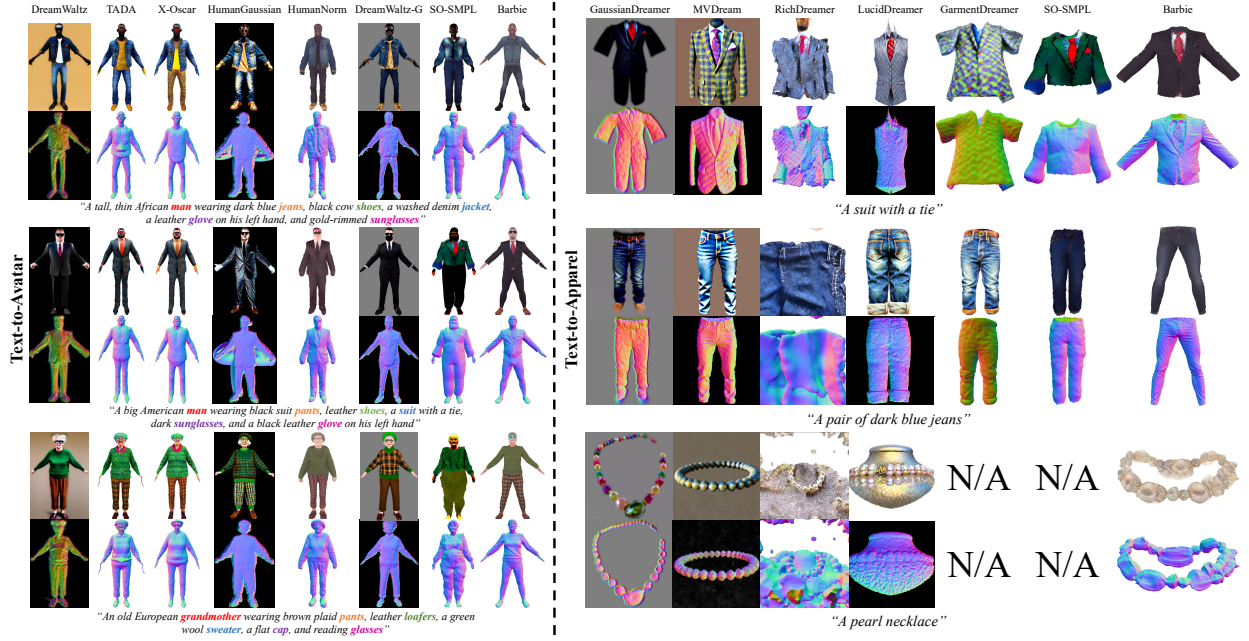 DreamWaltz TADA X-Oscar HumanGaussian HumanNorm DreamWaltz-G SO-SMPL Barbie
Text-to-Avatar
“A tall, thin African man wearing dark blue jeans, black cow shoes, a washed denim jacket,
a leather glove on his left hand, and gold-rimmed sunglasses”
“A big American man wearing black suit pants, leather shoes, a suit with a tie,
dark sunglasses, and a black leather glove on his left hand”
“An old European grandmother wearing brown plaid pants, leather loafers, a green
wool sweater, a flat cap, and reading glasses”
GaussianDreamer MVDream RichDreamer LucidDreamer GarmentDreamer SO-SMPL Barbie
Text-to-Apparel
“A suit with a tie”
“A pair of dark blue jeans”
N/A N/A
N/A N/A
“A pearl necklace”